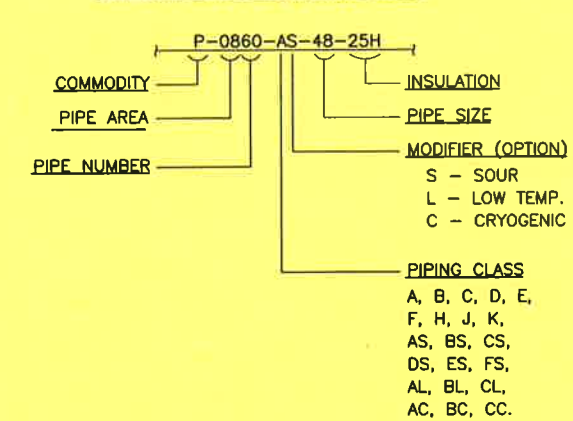 P-0860-AS-48-25H
COMMODITY
INSULATION
PIPE AREA
PIPE SIZE
PIPE NUMBER
MODIFIER (OPTION)
S - SOUR
L - LOW TEMP.
C - CRYOGENIC
PIPING CLASS
A, B, C, D, E,
F, H, J, K,
AS, BS, CS,
DS, ES, FS,
AL, BL, CL,
AC, BC, CC.